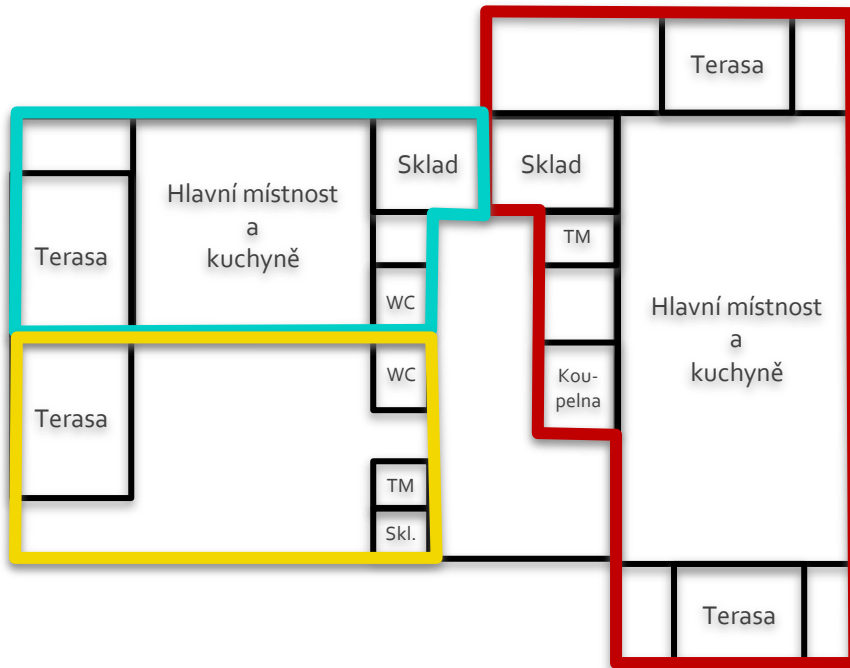 Terasa
Sklad
Sklad
Hlavní místnost
a
kuchyně
Terasa
TM
WC
Hlavní místnost
a
kuchyně
WC
Kou-
pelna
Terasa
TM
Skl.
Terasa